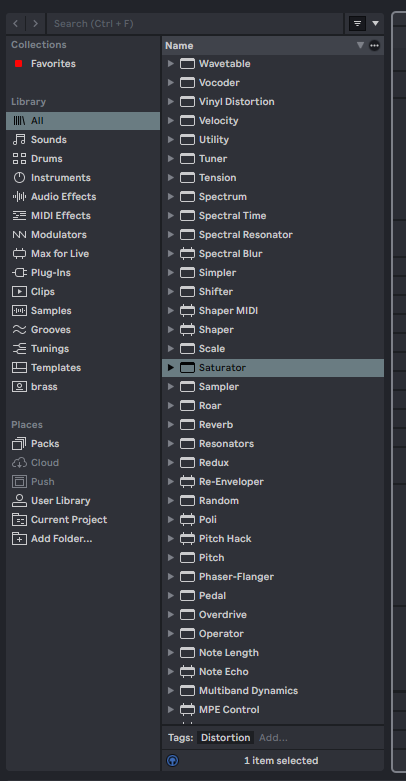 Search (Ctrl + F)
Collections
Favorites
Library
All
Sounds
Drums
Instruments
Audio Effects
MIDI Effects
Modulators
Max for Live
Plug-Ins
Clips
Samples
Grooves
Tunings
Templates
brass
Places
Packs
Cloud
Push
User Library
Current Project
Add Folder...
Name
Wavetable
Vocoder
Vinyl Distortion
Velocity
Utility
Tuner
Tension
Spectrum
Spectral Time
Spectral Resonator
Spectral Blur
Simpler
Shifter
Shaper MIDI
Shaper
Scale
Saturator
Sampler
Roar
Reverb
Resonators
Redux
Re-Enveloper
Random
Poli
Pitch Hack
Pitch
Phaser-Flanger
Pedal
Overdrive
Operator
Note Length
Note Echo
Multiband Dynamics
MPE Control
Tags: Distortion Add...
1 item selected